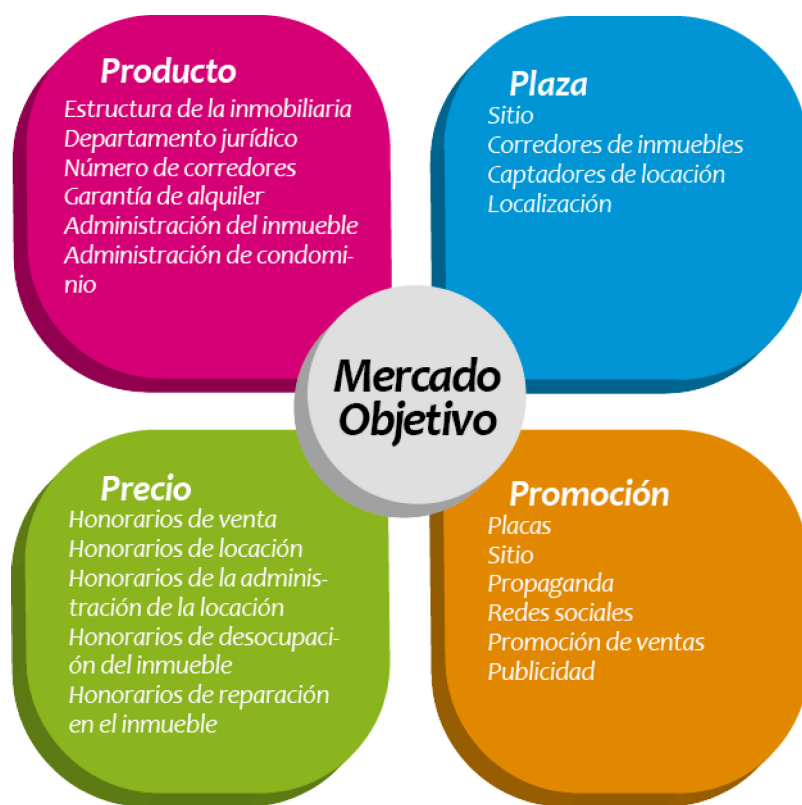 Producto
Estructura de la inmobiliaria
Departamento jurídico
Número de corredores
Garantía de alquiler
Administración del inmueble
Administración de condomi-
nio
Plaza
Sitio
Corredores de inmuebles
Captadores de locación
Localización
Mercado
Objetivo
Precio
Honorarios de venta
Honorarios de locación
Honorarios de la adminis-
tración de la locación
Honorarios de desocupaci-
ón del inmueble
Honorarios de reparación
en el inmueble
Promoción
Placas
Sitio
Propaganda
Redes sociales
Promoción de ventas
Publicidad